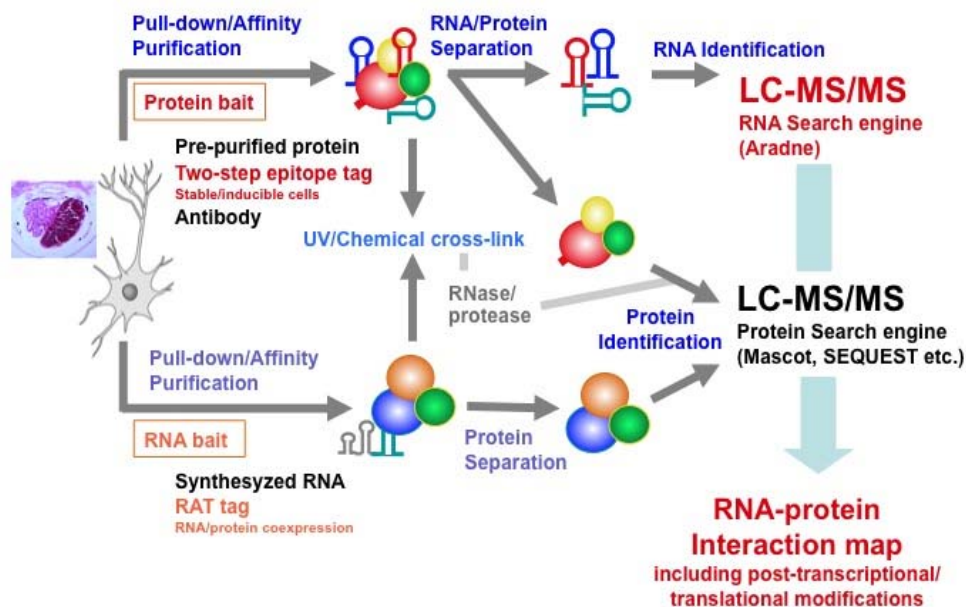 Pull-down/Affinity
Purification
Protein bait
Pre-purified protein
Two-step epitope tag
Stable/inducible cells
Antibody
RNA/Protein
Separation
RNA Identification
LC-MS/MS
RNA Search engine
(Aradne)
UV/Chemical cross-link
RNase/
protease
Protein
Identification
LC-MS/MS
Protein Search engine
(Mascot, SEQUEST etc.)
Pull-down/Affinity
Purification
RNA bait
Synthesyzed RNA
RAT tag
RNA/protein coexpression
Protein
Separation
RNA-protein
Interaction map
including post-transcriptional/
translational modifications